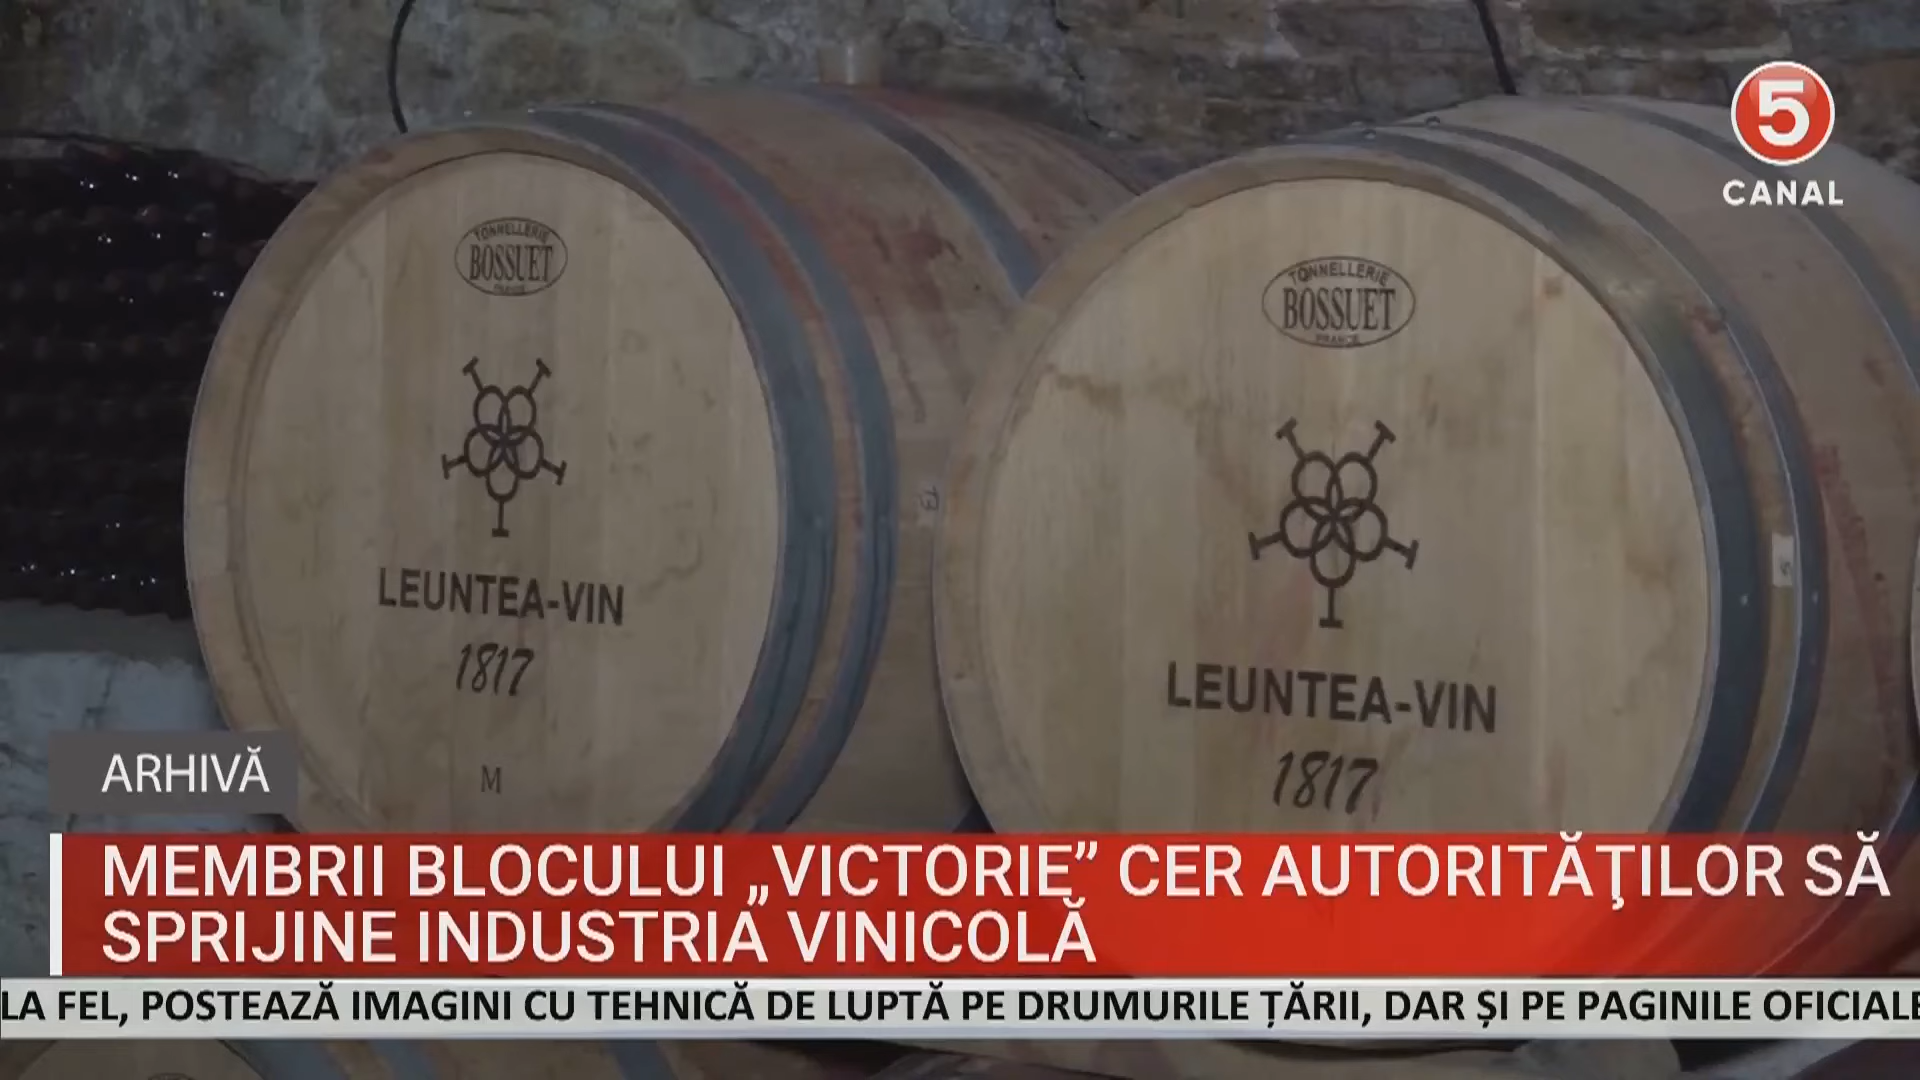 5
CANAL
TONNELLERIE
BOSSUET
FRANCE
LEUNTEA-VIN
1817
M
TONNELLERIE
BOSSUET
FRANCE
LEUNTEA-VIN
1817
ARHIVĂ
MEMBRII BLOCULUI „VICTORIE” CER AUTORITĂŢILOR SĂ
SPRIJINE INDUSTRIA VINICOLĂ
LA FEL, POSTEAZĂ IMAGINI CU TEHNICĂ DE LUPTĂ PE DRUMURILE ȚĂRII, DAR ȘI PE PAGINILE OFICIALE